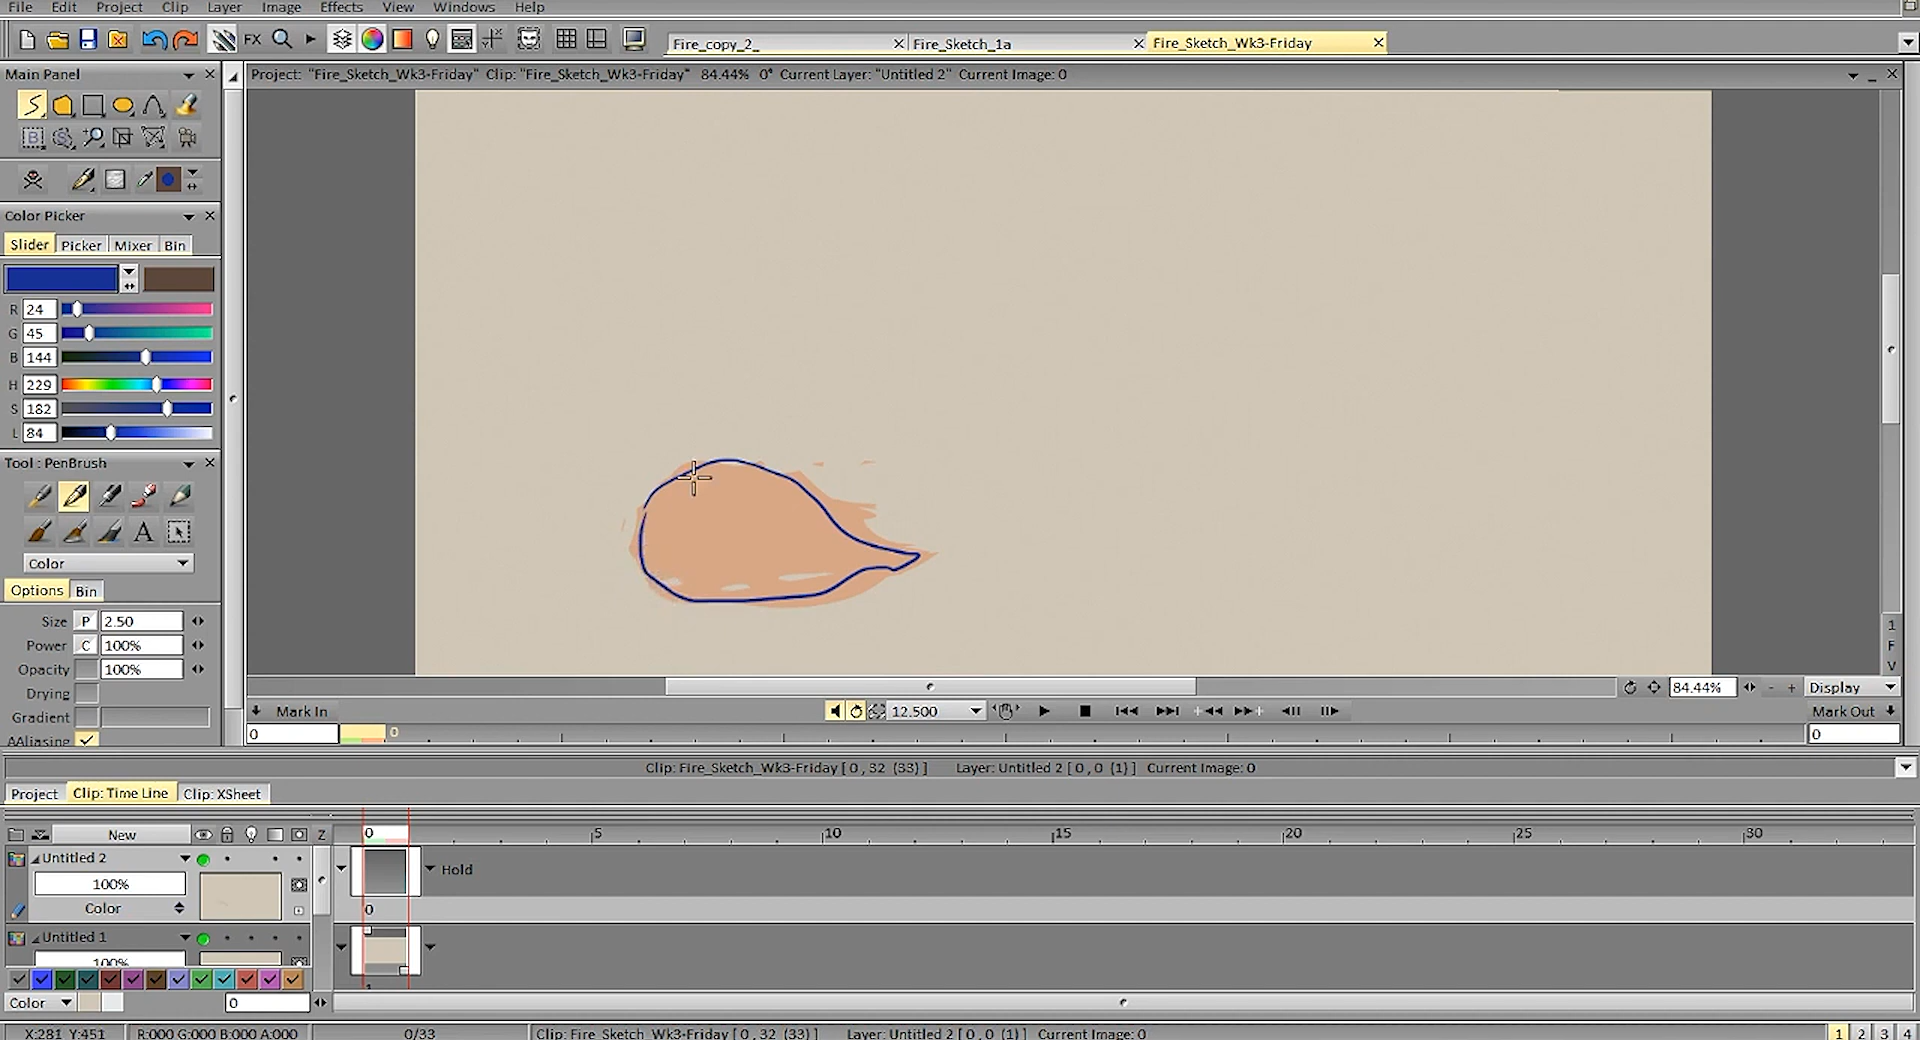 File Edit Project Clip Layer Image Effects View Windows Help
FX
Fire_copy_2_ Fire_Sketch_1a Fire_Sketch_Wk3-Friday
Main Panel
Project: "Fire_Sketch_Wk3-Friday" Clip: "Fire_Sketch_Wk3-Friday" 84.44% 0° Current Layer: "Untitled 2" Current Image: 0
Color Picker
Slider Picker Mixer Bin
R 24
G 45
B 144
H 229
S 182
L 84
Tool : PenBrush
A
Color
Options Bin
Size P 2.50
Power C 100%
Opacity 100%
Drying
Gradient
AAliasing
1
F
V
84.44% - + Display
Mark In 12.500 Mark Out
0 0 0
Clip: Fire_Sketch_Wk3-Friday [ 0 , 32 (33) ] Layer: Untitled 2 [ 0 , 0 (1) ] Current Image: 0
Project Clip: Time Line Clip: XSheet
New Z 0 5 10 15 20 25 30
Untitled 2
Hold
100%
Color 0
Untitled 1
100%
1
Color 0
X:281 Y:451 R:000 G:000 B:000 A:000 0/33 Clip: Fire_Sketch_Wk3-Friday [ 0 , 32 (33) ] Layer: Untitled 2 [ 0 , 0 (1) ] Current Image: 0 1 2 3 4